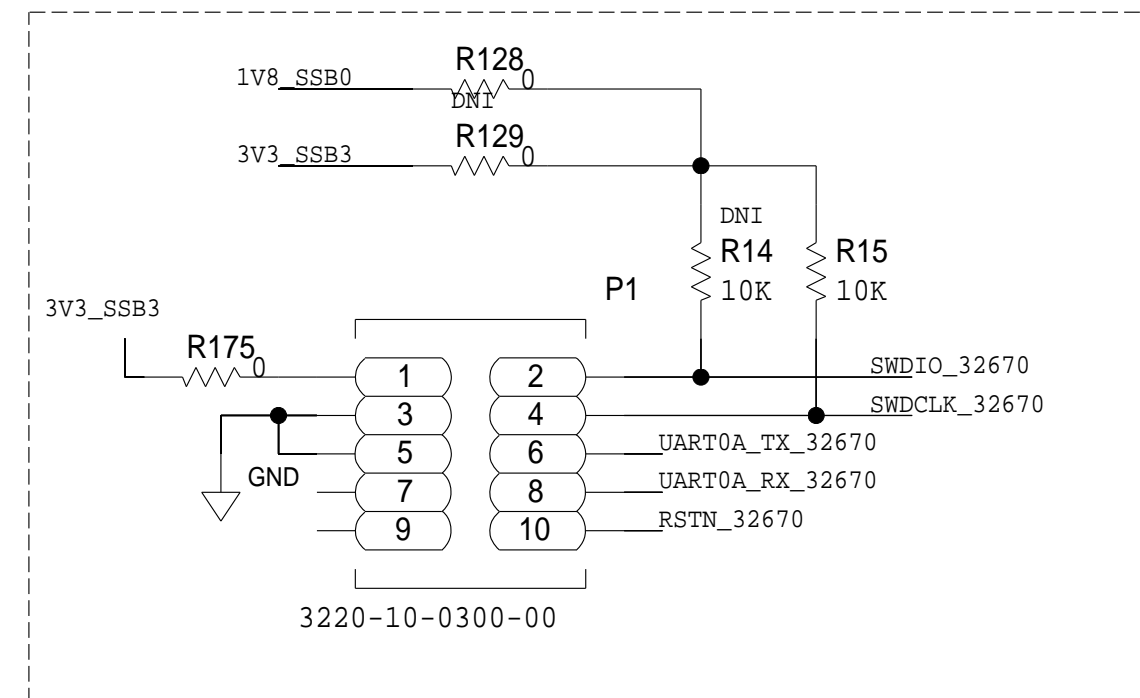 R128
1V8_SSB0
0
DNI
R129
3V3_SSB3
0
DNI
R14
R15
P1
10K
10K
3V3_SSB3
R175
0
1
2
SWDIO_32670
3
4
SWDCLK_32670
5
6
UART0A_TX_32670
GND
7
8
UART0A_RX_32670
9
10
RSTN_32670
3220-10-0300-00